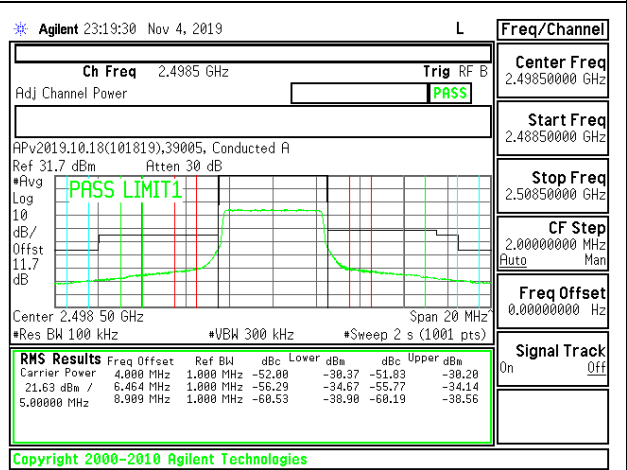 Agilent 23:19:30 Nov 4, 2019 L Freq/Channel
Ch Freq 2.4985 GHz Trig RF B
Adj Channel Power PASS
APv2019.10.18(101819),39005, Conducted A
Ref 31.7 dBm Atten 30 dB
#Avg
Log
10
dB/
Offst
11.7
dB
PASS LIMIT1
Center 2.498 50 GHz Span 20 MHz
#Res BW 100 kHz #VBW 300 kHz #Sweep 2 s (1001 pts)
RMS Results Freq Offset Ref BW dBc Lower dBm dBc Upper dBm
Carrier Power 4.000 MHz 1.000 MHz -52.00 -30.37 -51.83 -30.20
21.63 dBm / 6.464 MHz 1.000 MHz -56.29 -34.67 -55.77 -34.14
5.00000 MHz 8.909 MHz 1.000 MHz -60.53 -38.90 -60.19 -38.56
Center Freq
2.49850000 GHz
Start Freq
2.48850000 GHz
Stop Freq
2.50850000 GHz
CF Step
2.00000000 MHz
Auto Man
Freq Offset
0.00000000 Hz
Signal Track
On Off
Copyright 2000-2010 Agilent Technologies